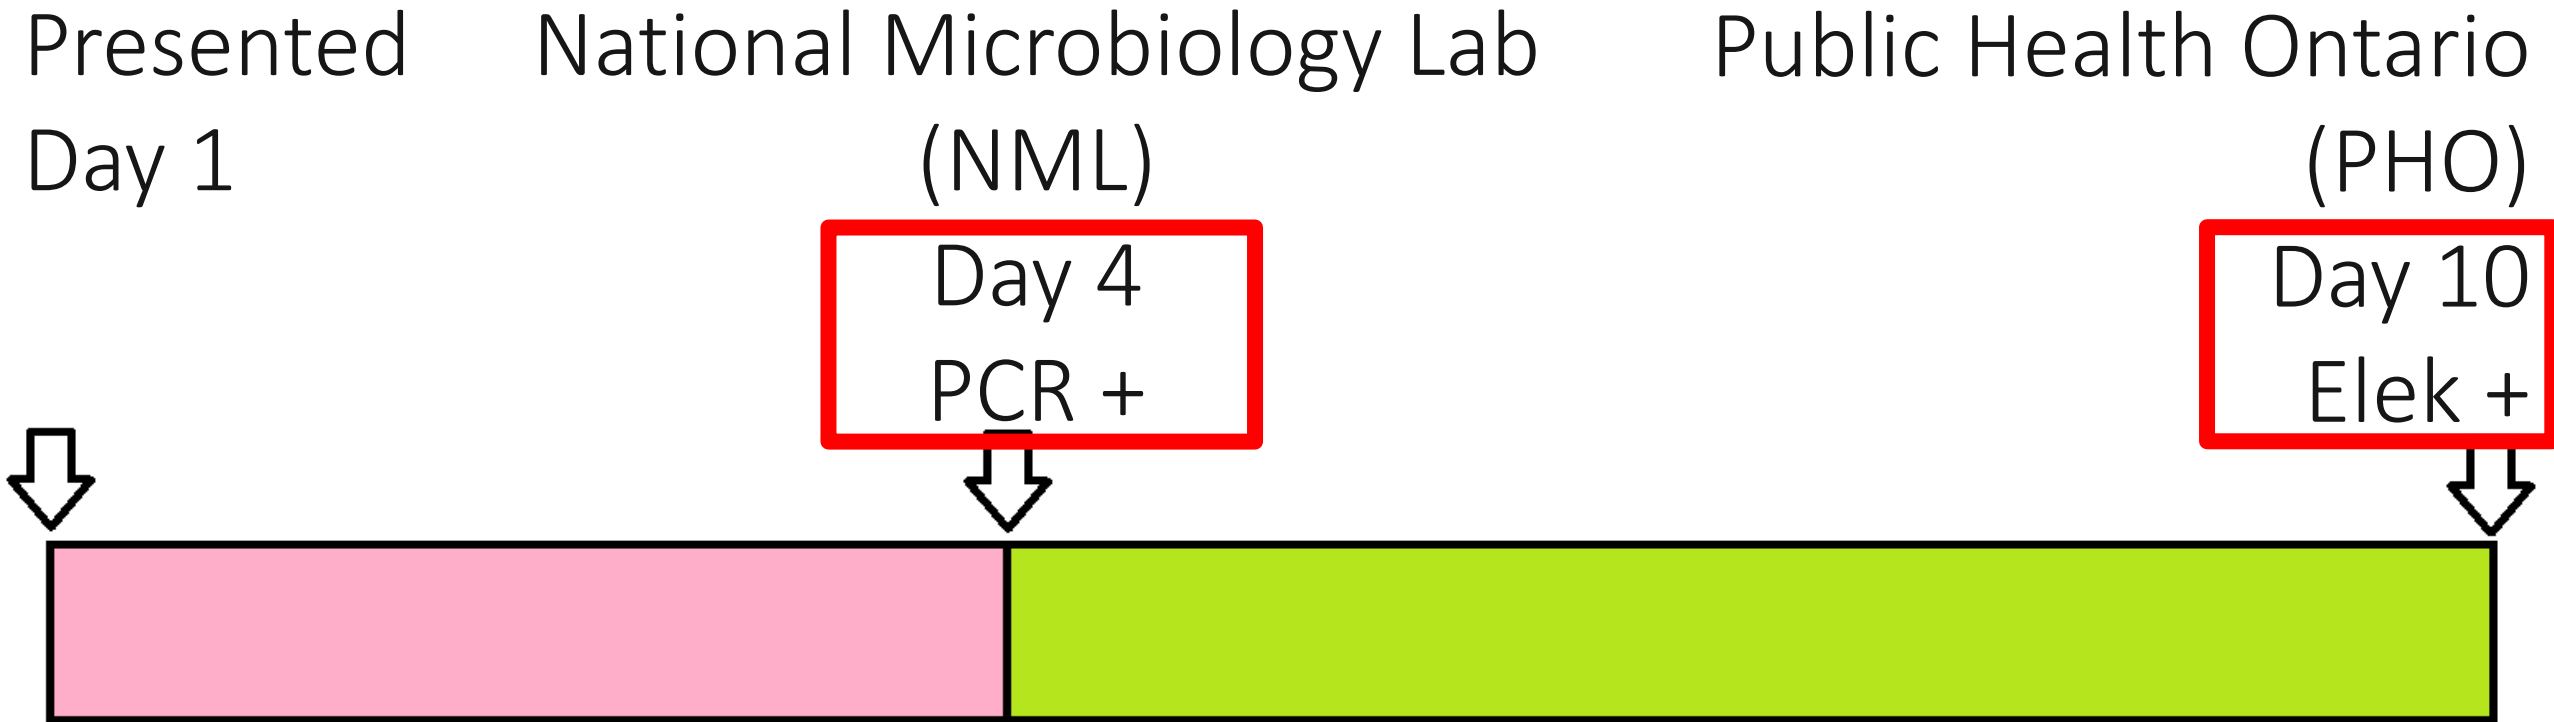 Presented
Day 1
National Microbiology Lab
(NML)
Day 4
PCR +
Public Health Ontario
(PHO)
Day 10
Elek +